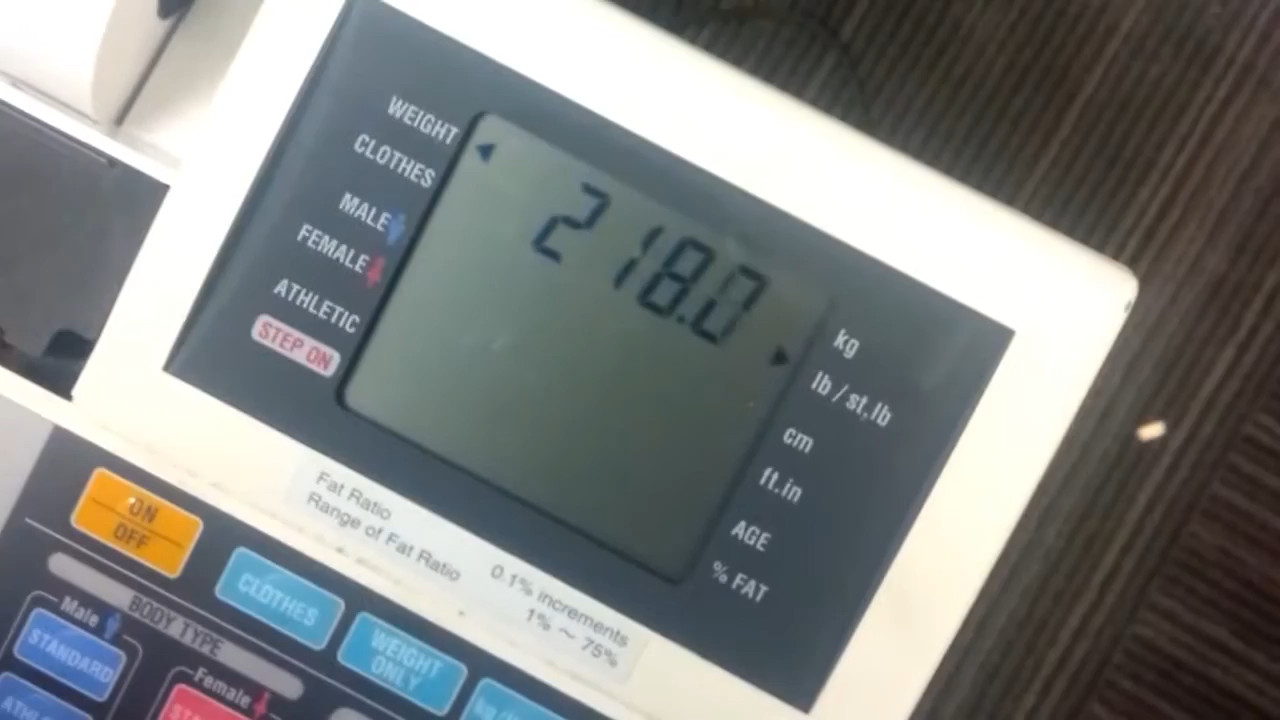 WEIGHT
CLOTHES
MALE
FEMALE
ATHLETIC
STEP ON
218.0
kg
lb/st,lb
cm
ft.in
AGE
% FAT
Fat Ratio 0.1% increments
Range of Fat Ratio 1% ~ 75%
ON
OFF
CLOTHES
WEIGHT
ONLY
BODY TYPE
Male
STANDARD
Female